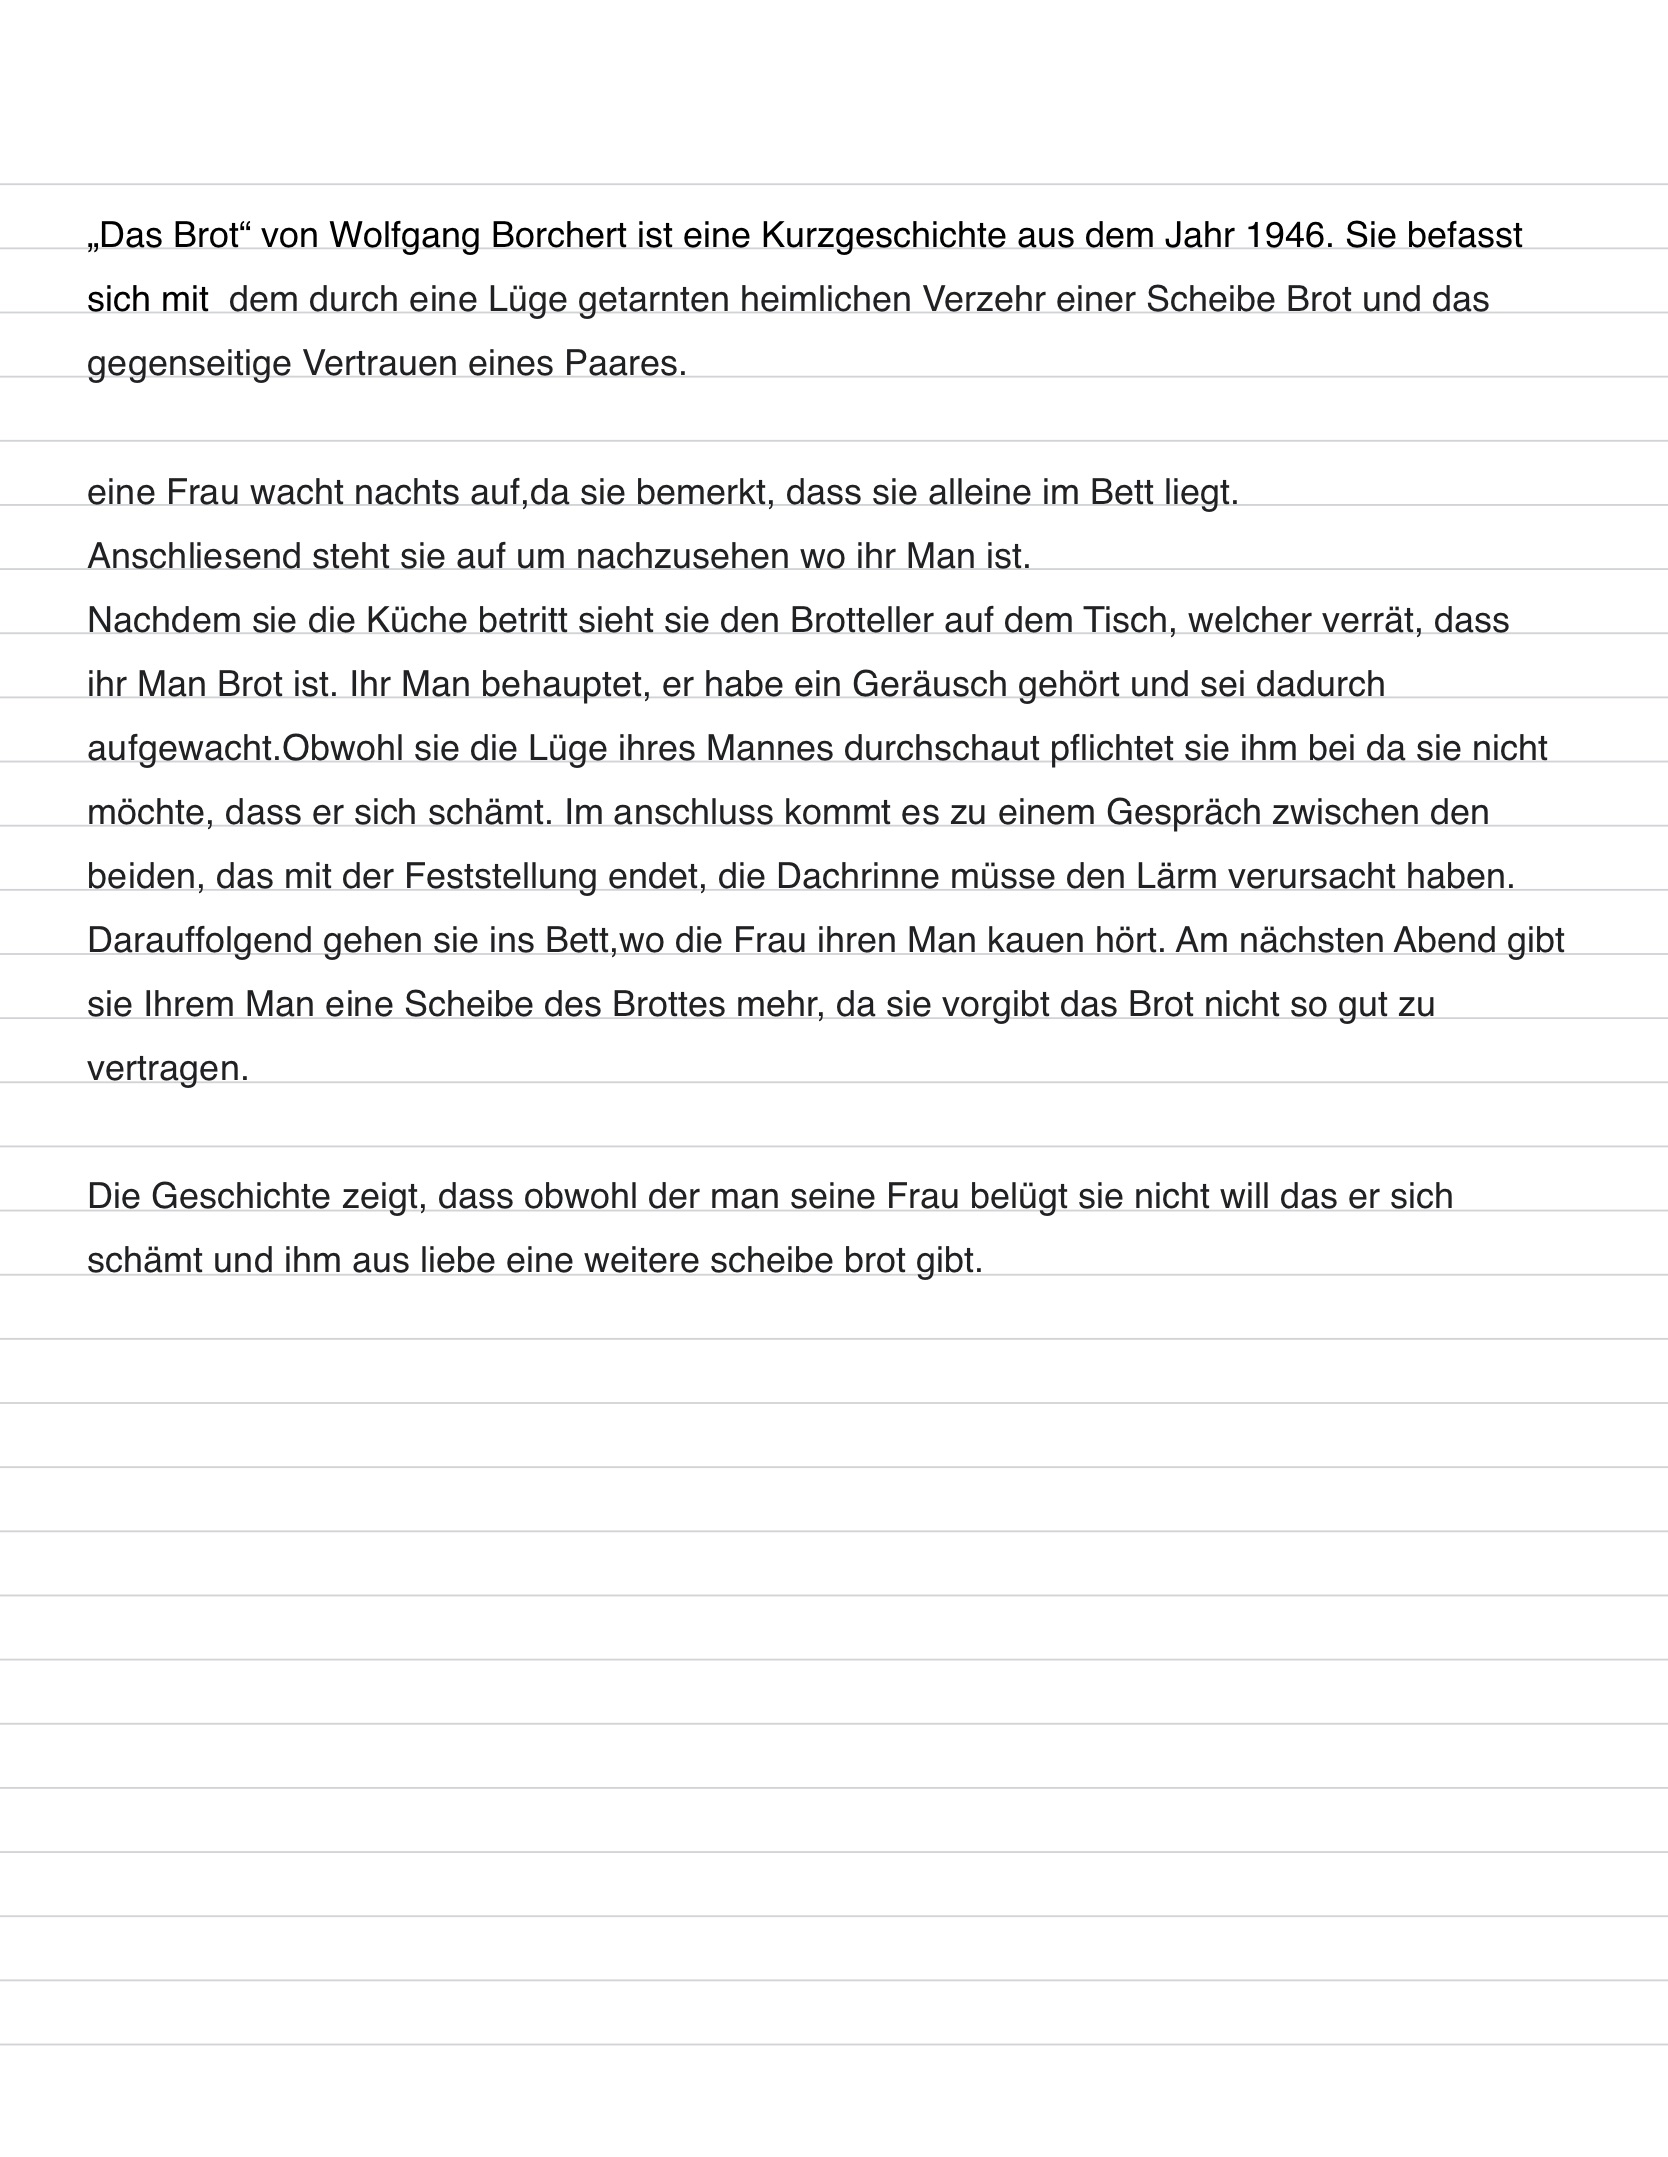 „Das Brot“ von Wolfgang Borchert ist eine Kurzgeschichte aus dem Jahr 1946. Sie befasst
sich mit  dem durch eine Lüge getarnten heimlichen Verzehr einer Scheibe Brot und das
gegenseitige Vertrauen eines Paares.
eine Frau wacht nachts auf,da sie bemerkt, dass sie alleine im Bett liegt.
Anschliesend steht sie auf um nachzusehen wo ihr Man ist.
Nachdem sie die Küche betritt sieht sie den Brotteller auf dem Tisch, welcher verrät, dass
ihr Man Brot ist. Ihr Man behauptet, er habe ein Geräusch gehört und sei dadurch
aufgewacht.Obwohl sie die Lüge ihres Mannes durchschaut pflichtet sie ihm bei da sie nicht
möchte, dass er sich schämt. Im anschluss kommt es zu einem Gespräch zwischen den
beiden, das mit der Feststellung endet, die Dachrinne müsse den Lärm verursacht haben.
Darauffolgend gehen sie ins Bett,wo die Frau ihren Man kauen hört. Am nächsten Abend gibt
sie Ihrem Man eine Scheibe des Brottes mehr, da sie vorgibt das Brot nicht so gut zu
vertragen.
Die Geschichte zeigt, dass obwohl der man seine Frau belügt sie nicht will das er sich
schämt und ihm aus liebe eine weitere scheibe brot gibt.